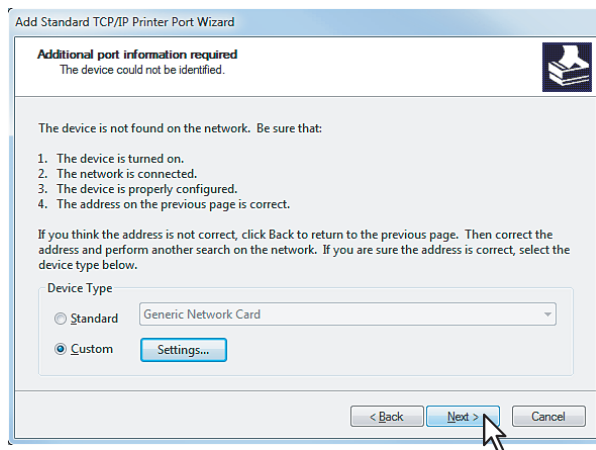 Add Standard TCP/IP Printer Port Wizard
Additional port information required
The device could not be identified.
The device is not found on the network. Be sure that:
1. The device is turned on.
2. The network is connected.
3. The device is properly configured.
4. The address on the previous page is correct.
If you think the address is not correct, click Back to return to the previous page. Then correct the
address and perform another search on the network. If you are sure the address is correct, select the
device type below.
Device Type
Standard Generic Network Card
Custom Settings...
< Back Next > Cancel